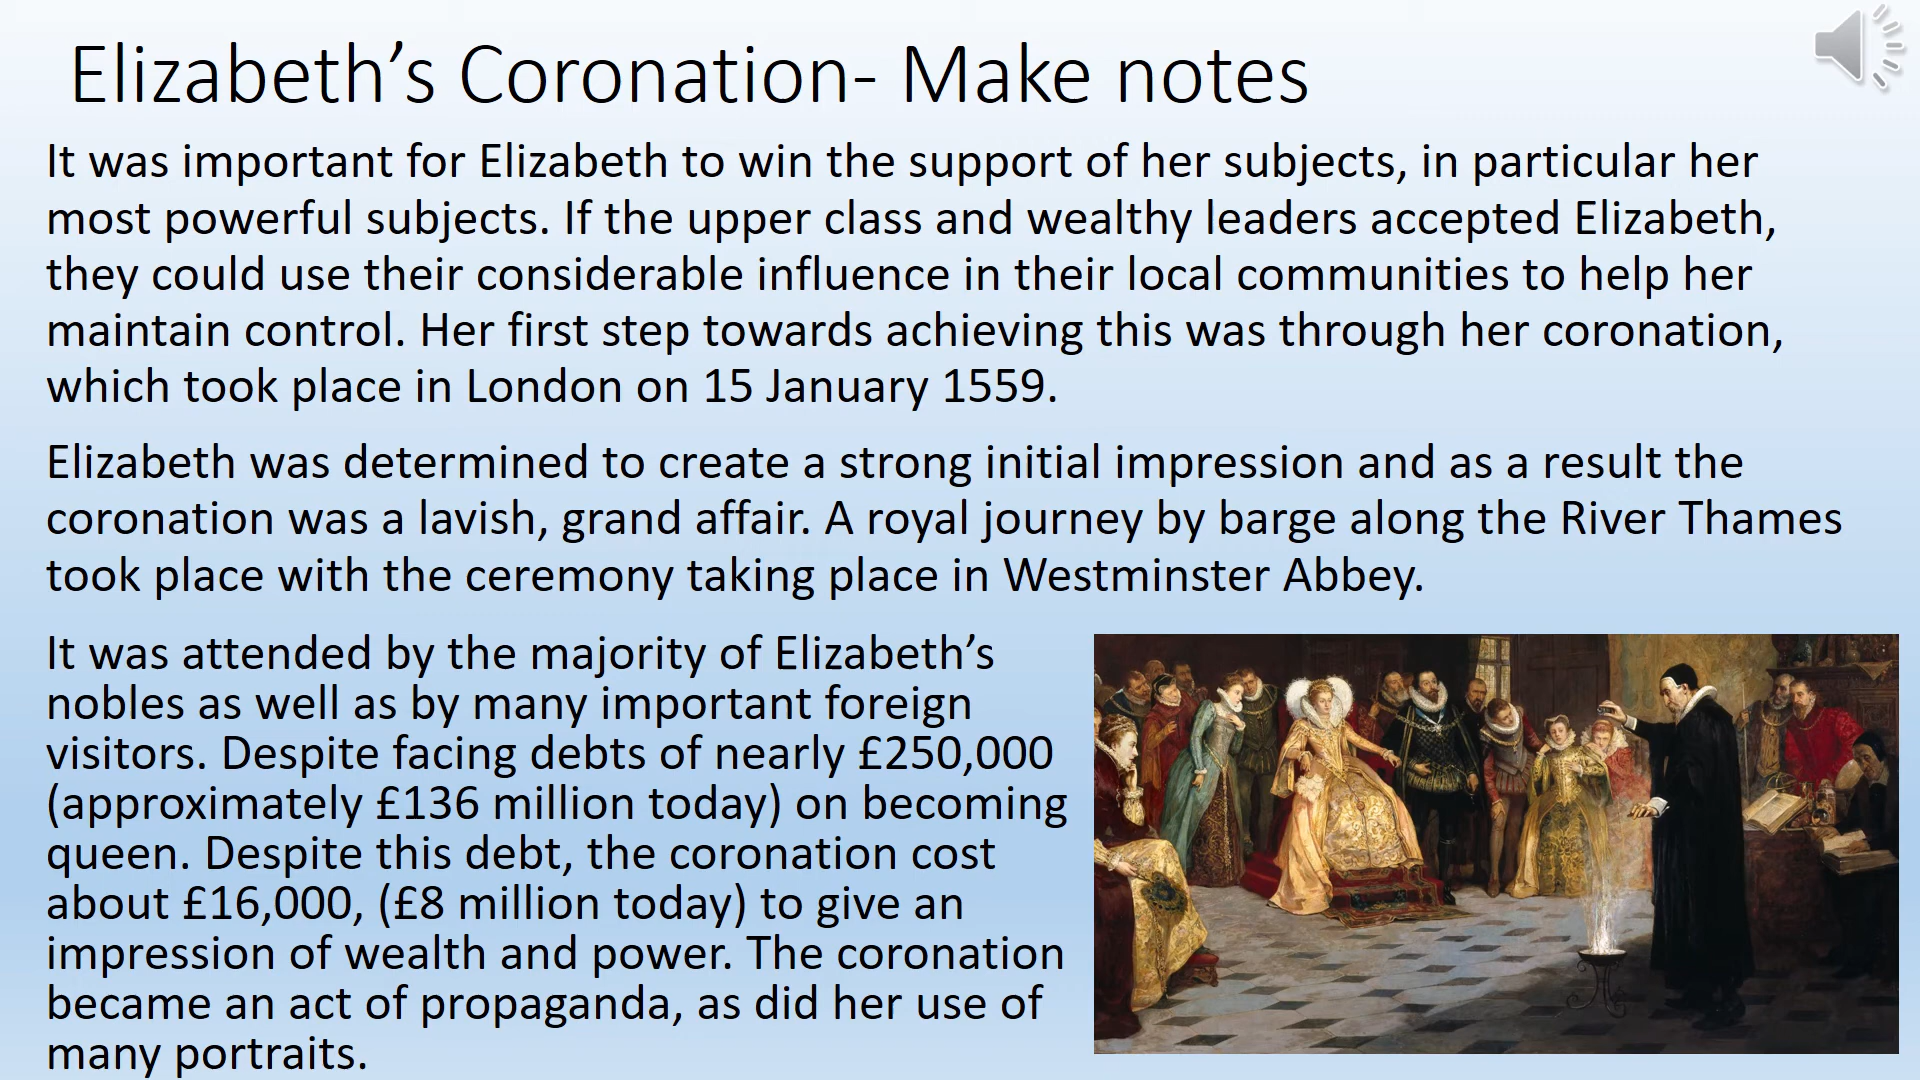 Elizabeth’s Coronation- Make notes
It was important for Elizabeth to win the support of her subjects, in particular her
most powerful subjects. If the upper class and wealthy leaders accepted Elizabeth,
they could use their considerable influence in their local communities to help her
maintain control. Her first step towards achieving this was through her coronation,
which took place in London on 15 January 1559.
Elizabeth was determined to create a strong initial impression and as a result the
coronation was a lavish, grand affair. A royal journey by barge along the River Thames
took place with the ceremony taking place in Westminster Abbey.
It was attended by the majority of Elizabeth’s
nobles as well as by many important foreign
visitors. Despite facing debts of nearly £250,000
(approximately £136 million today) on becoming
queen. Despite this debt, the coronation cost
about £16,000, (£8 million today) to give an
impression of wealth and power. The coronation
became an act of propaganda, as did her use of
many portraits.